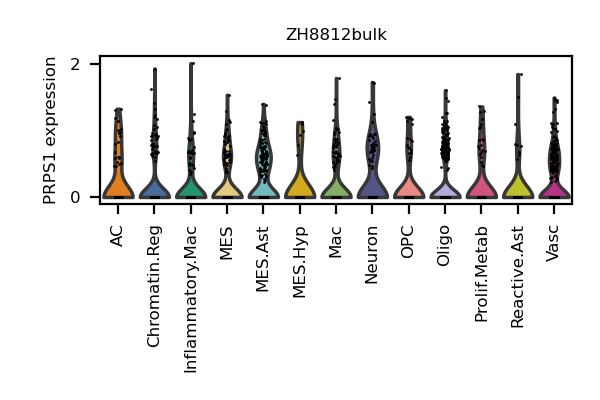 ZH8812bulk
PRPS1 expression
2
0
AC
Chromatin.Reg
Inflammatory.Mac
MES
MES.Ast
MES.Hyp
Mac
Neuron
OPC
Oligo
Prolif.Metab
Reactive.Ast
Vasc